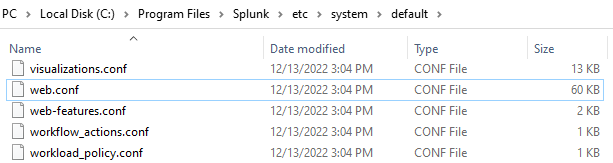 PC > Local Disk (C:) > Program Files > Splunk > etc > system > default >
Name Date modified Type Size
visualizations.conf 12/13/2022 3:04 PM CONF File 13 KB
web.conf 12/13/2022 3:04 PM CONF File 60 KB
web-features.conf 12/13/2022 3:04 PM CONF File 2 KB
workflow_actions.conf 12/13/2022 3:04 PM CONF File 1 KB
workload_policy.conf 12/13/2022 3:04 PM CONF File 1 KB